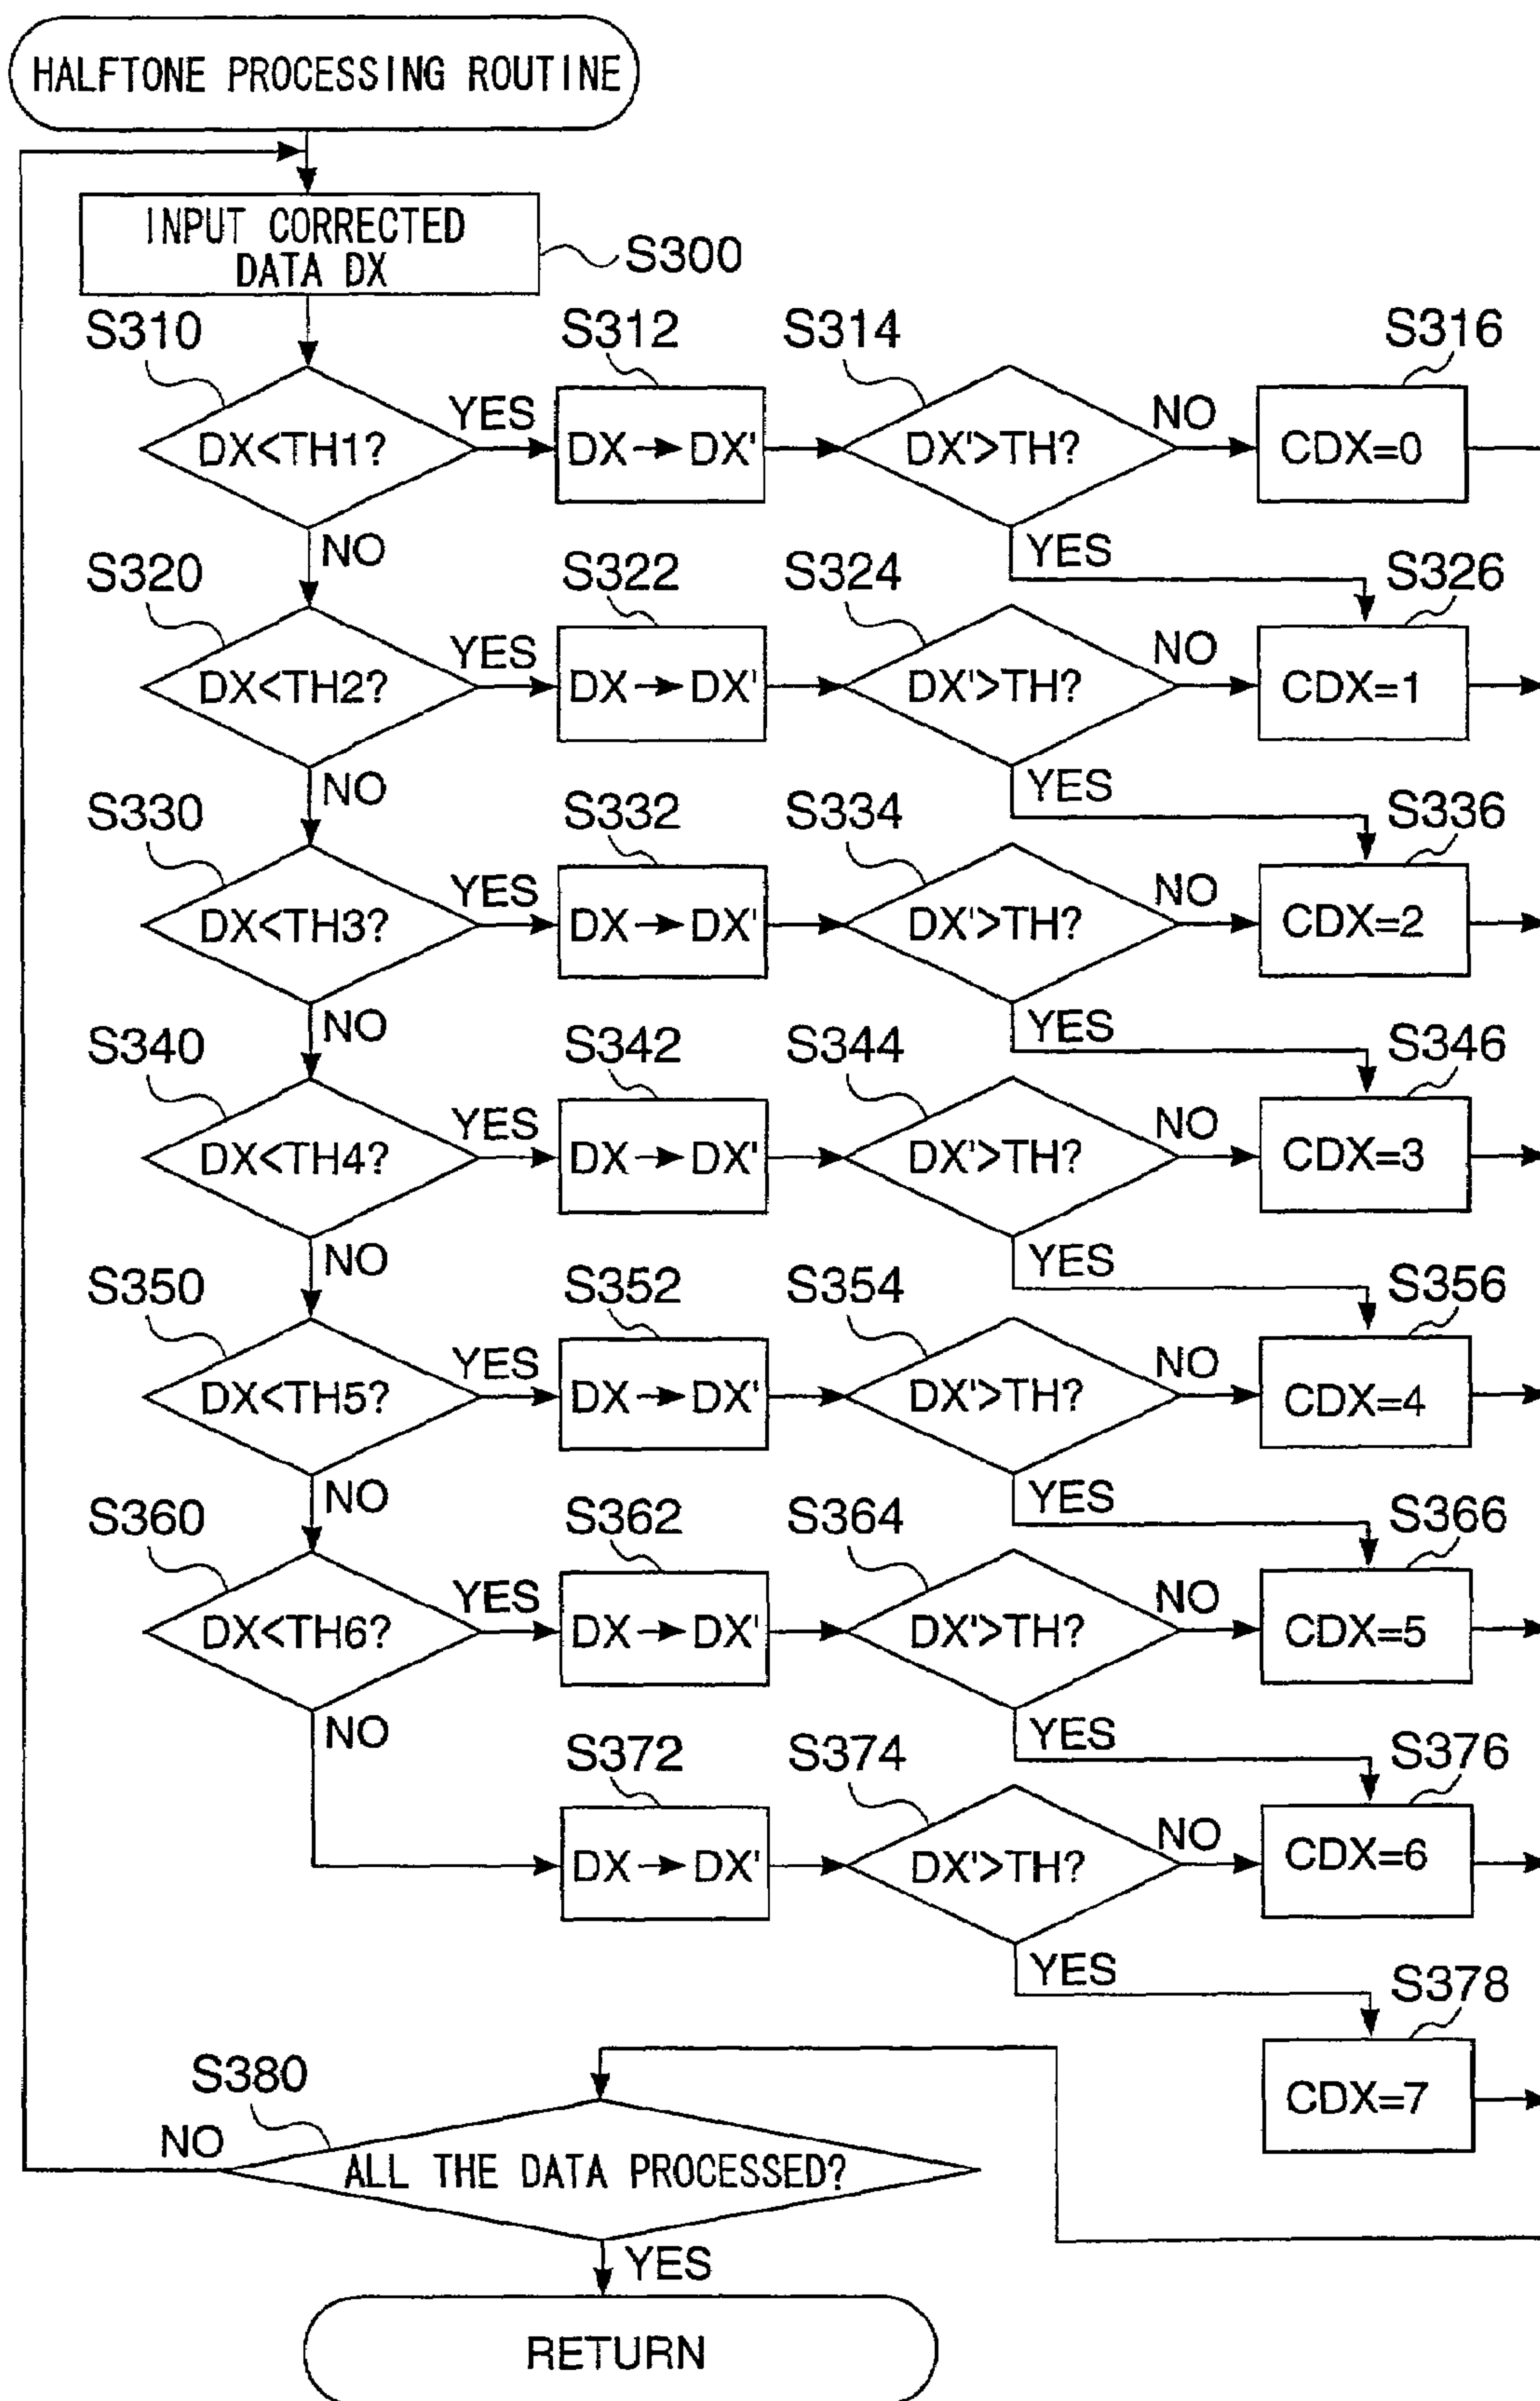 HALFTONE PROCESSING ROUTINE
INPUT CORRECTED
DATA DX
S300
S310
S312
S314
S316
DX<TH1?
YES
DX→DX'
DX'>TH?
NO
CDX=0
NO
YES
S320
S322
S324
S326
DX<TH2?
YES
DX→DX'
DX'>TH?
NO
CDX=1
NO
YES
S330
S332
S334
S336
DX<TH3?
YES
DX→DX'
DX'>TH?
NO
CDX=2
NO
YES
S340
S342
S344
S346
DX<TH4?
YES
DX→DX'
DX'>TH?
NO
CDX=3
NO
YES
S350
S352
S354
S356
DX<TH5?
YES
DX→DX'
DX'>TH?
NO
CDX=4
NO
YES
S360
S362
S364
S366
DX<TH6?
YES
DX→DX'
DX'>TH?
NO
CDX=5
NO
YES
S372
S374
S376
DX→DX'
DX'>TH?
NO
CDX=6
YES
S378
CDX=7
S380
NO
ALL THE DATA PROCESSED?
YES
RETURN